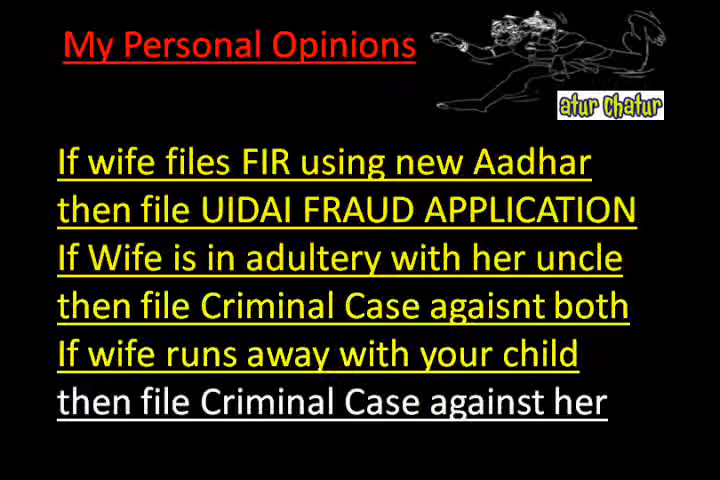 My Personal Opinions
atur chatur
If wife files FIR using new Aadhar
then file UIDAI FRAUD APPLICATION
If Wife is in adultery with her uncle
then file Criminal Case agaisnt both
If wife runs away with your child
then file Criminal Case against her